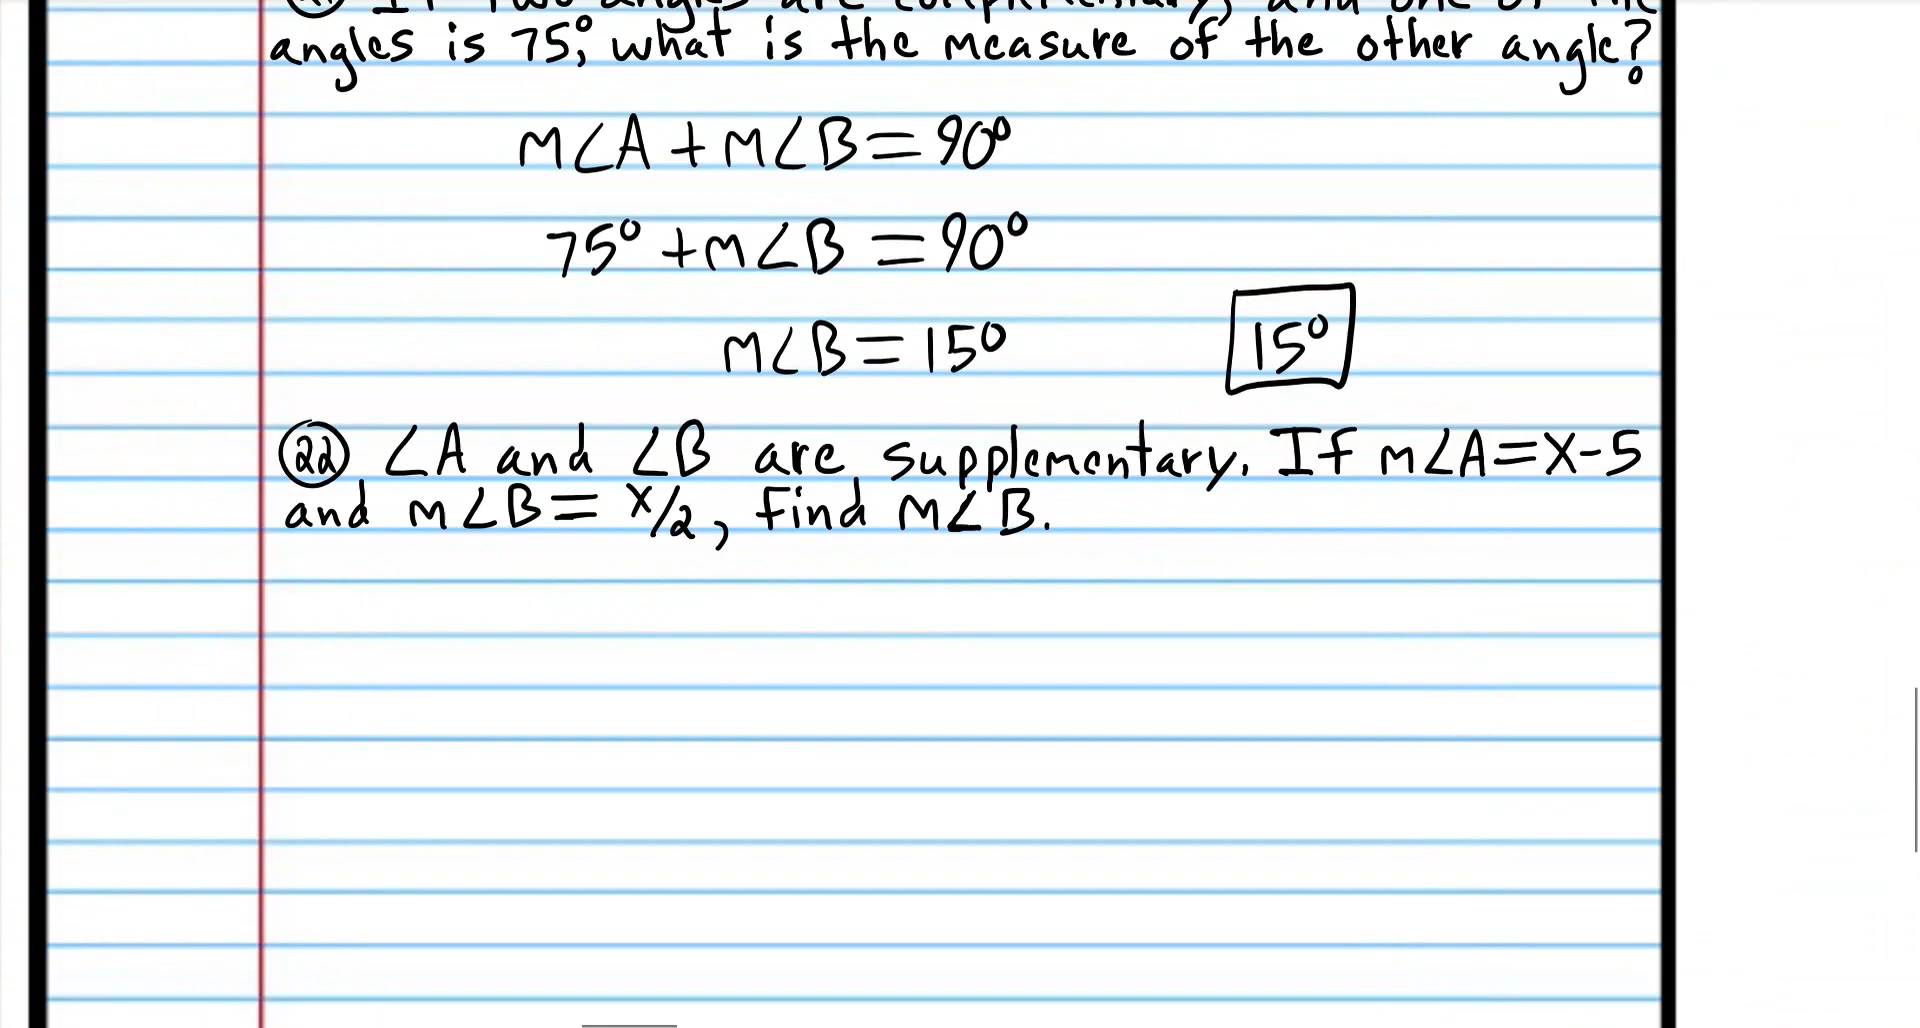 angles is 75°, what is the measure of the other angle?
m∠A + m∠B = 90°
75° + m∠B = 90°
m∠B = 15°
15°
22 ∠A and ∠B are supplementary. If m∠A = x-5
and m∠B = x/2, find m∠B.